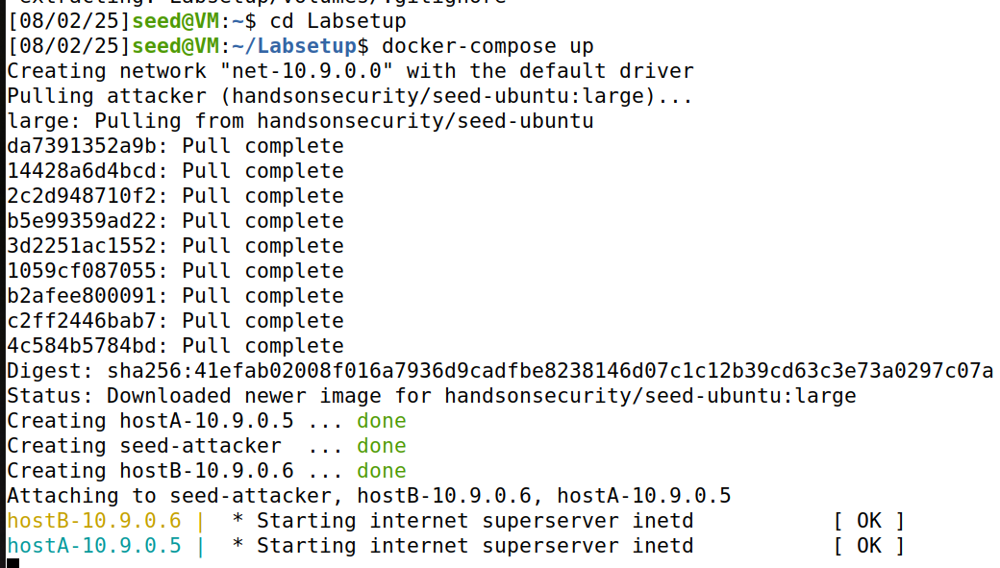 extracting: Labsetup/volumes/.gitignore
[08/02/25]seed@VM:~$ cd Labsetup
[08/02/25]seed@VM:~/Labsetup$ docker-compose up
Creating network "net-10.9.0.0" with the default driver
Pulling attacker (handsonsecurity/seed-ubuntu:large)...
large: Pulling from handsonsecurity/seed-ubuntu
da7391352a9b: Pull complete
14428a6d4bcd: Pull complete
2c2d948710f2: Pull complete
b5e99359ad22: Pull complete
3d2251ac1552: Pull complete
1059cf087055: Pull complete
b2afee800091: Pull complete
c2ff2446bab7: Pull complete
4c584b5784bd: Pull complete
Digest: sha256:41efab02008f016a7936d9cadfbe8238146d07c1c12b39cd63c3e73a0297c07a
Status: Downloaded newer image for handsonsecurity/seed-ubuntu:large
Creating hostA-10.9.0.5 ... done
Creating seed-attacker  ... done
Creating hostB-10.9.0.6 ... done
Attaching to seed-attacker, hostB-10.9.0.6, hostA-10.9.0.5
hostB-10.9.0.6 |  * Starting internet superserver inetd           [ OK ]
hostA-10.9.0.5 |  * Starting internet superserver inetd           [ OK ]